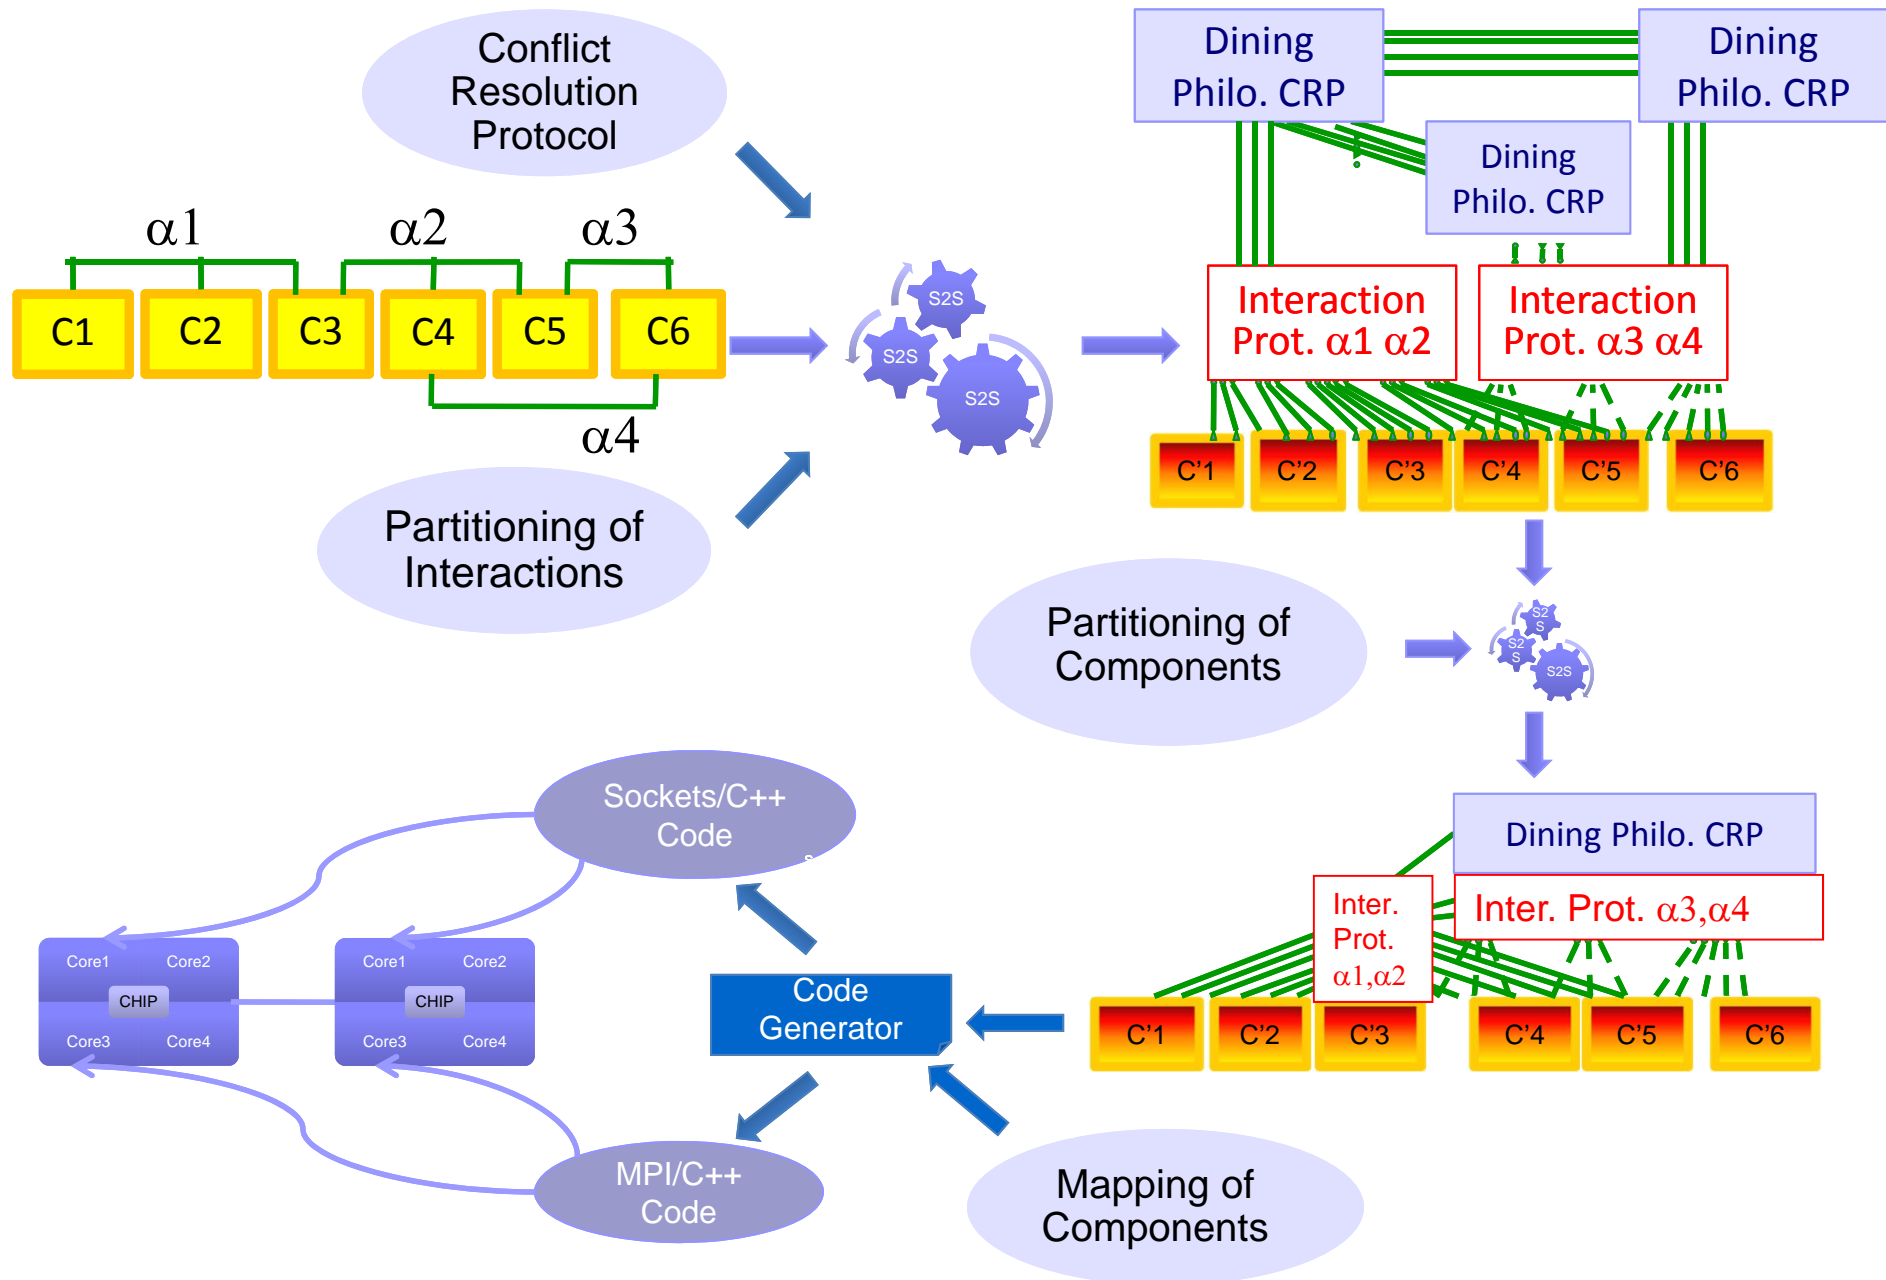 Conflict
Resolution
Protocol
α1
α2
α3
C1
C2
C3
C4
C5
C6
α4
Partitioning of
Interactions
S2S
S2S
S2S
Dining
Philo. CRP
Dining
Philo. CRP
Dining
Philo. CRP
Interaction
Prot. α1 α2
Interaction
Prot. α3 α4
C'1
C'2
C'3
C'4
C'5
C'6
Partitioning of
Components
S2
S
S2
S
S2S
Dining Philo. CRP
Inter.
Prot.
α1,α2
Inter. Prot. α3,α4
C'1
C'2
C'3
C'4
C'5
C'6
Mapping of
Components
Code
Generator
Sockets/C++
Code
s
MPI/C++
Code
Core1
Core2
CHIP
Core3
Core4
Core1
Core2
CHIP
Core3
Core4